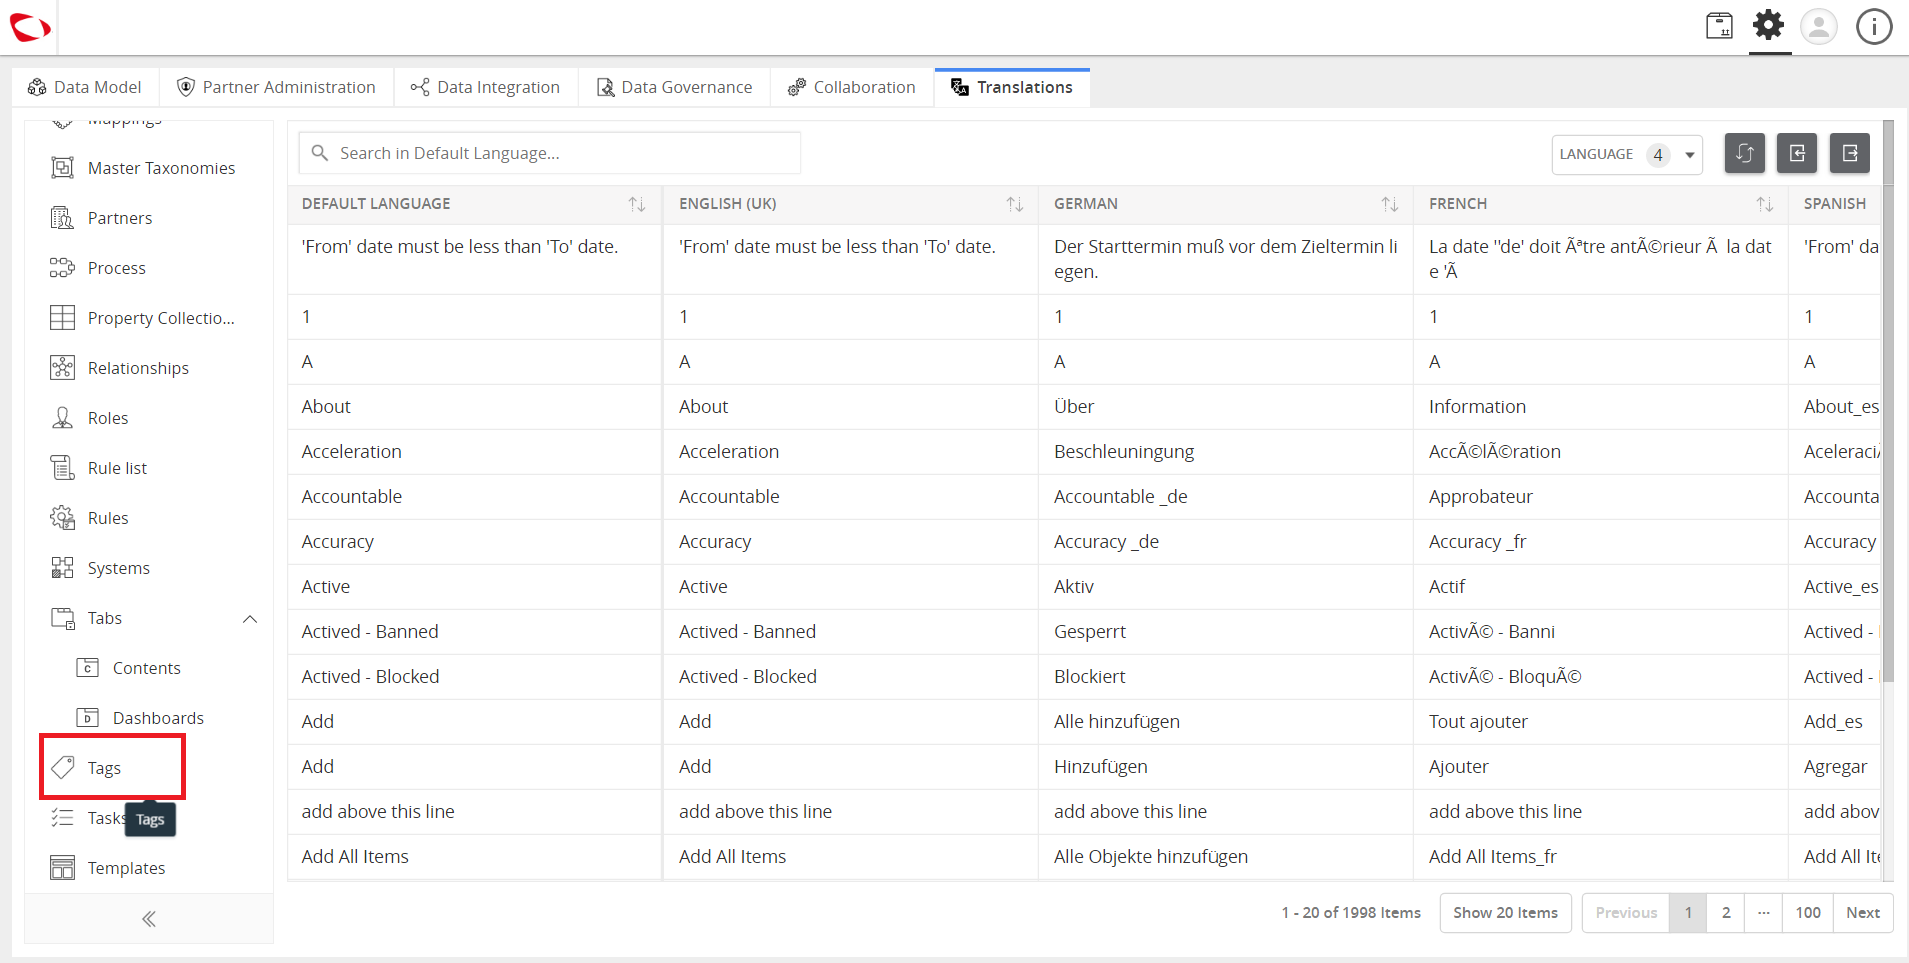 Data Model
Partner Administration
Data Integration
Data Governance
Collaboration
Translations
Mappings
Master Taxonomies
Partners
Process
Property Collectio...
Relationships
Roles
Rule list
Rules
Systems
Tabs
Contents
Dashboards
Tags
Tasks
Tags
Templates
Search in Default Language...
LANGUAGE 4
DEFAULT LANGUAGE ENGLISH (UK) GERMAN FRENCH SPANISH
'From' date must be less than 'To' date. 'From' date must be less than 'To' date. Der Starttermin muß vor dem Zieltermin li La date ''de' doit Ãªtre antÃ©rieur Ã  la dat 'From' da
egen. e 'Ã
1 1 1 1 1
A A A A A
About About Über Information About_es
Acceleration Acceleration Beschleuningung AccÃ©lÃ©ration AceleraciÃ
Accountable Accountable Accountable _de Approbateur Accounta
Accuracy Accuracy Accuracy _de Accuracy _fr Accuracy
Active Active Aktiv Actif Active_es
Actived - Banned Actived - Banned Gesperrt ActivÃ© - Banni Actived -
Actived - Blocked Actived - Blocked Blockiert ActivÃ© - BloquÃ© Actived -
Add Add Alle hinzufügen Tout ajouter Add_es
Add Add Hinzufügen Ajouter Agregar
add above this line add above this line add above this line add above this line add abov
Add All Items Add All Items Alle Objekte hinzufügen Add All Items_fr Add All Ite
1 - 20 of 1998 Items
Show 20 Items
Previous 1 2 ... 100 Next